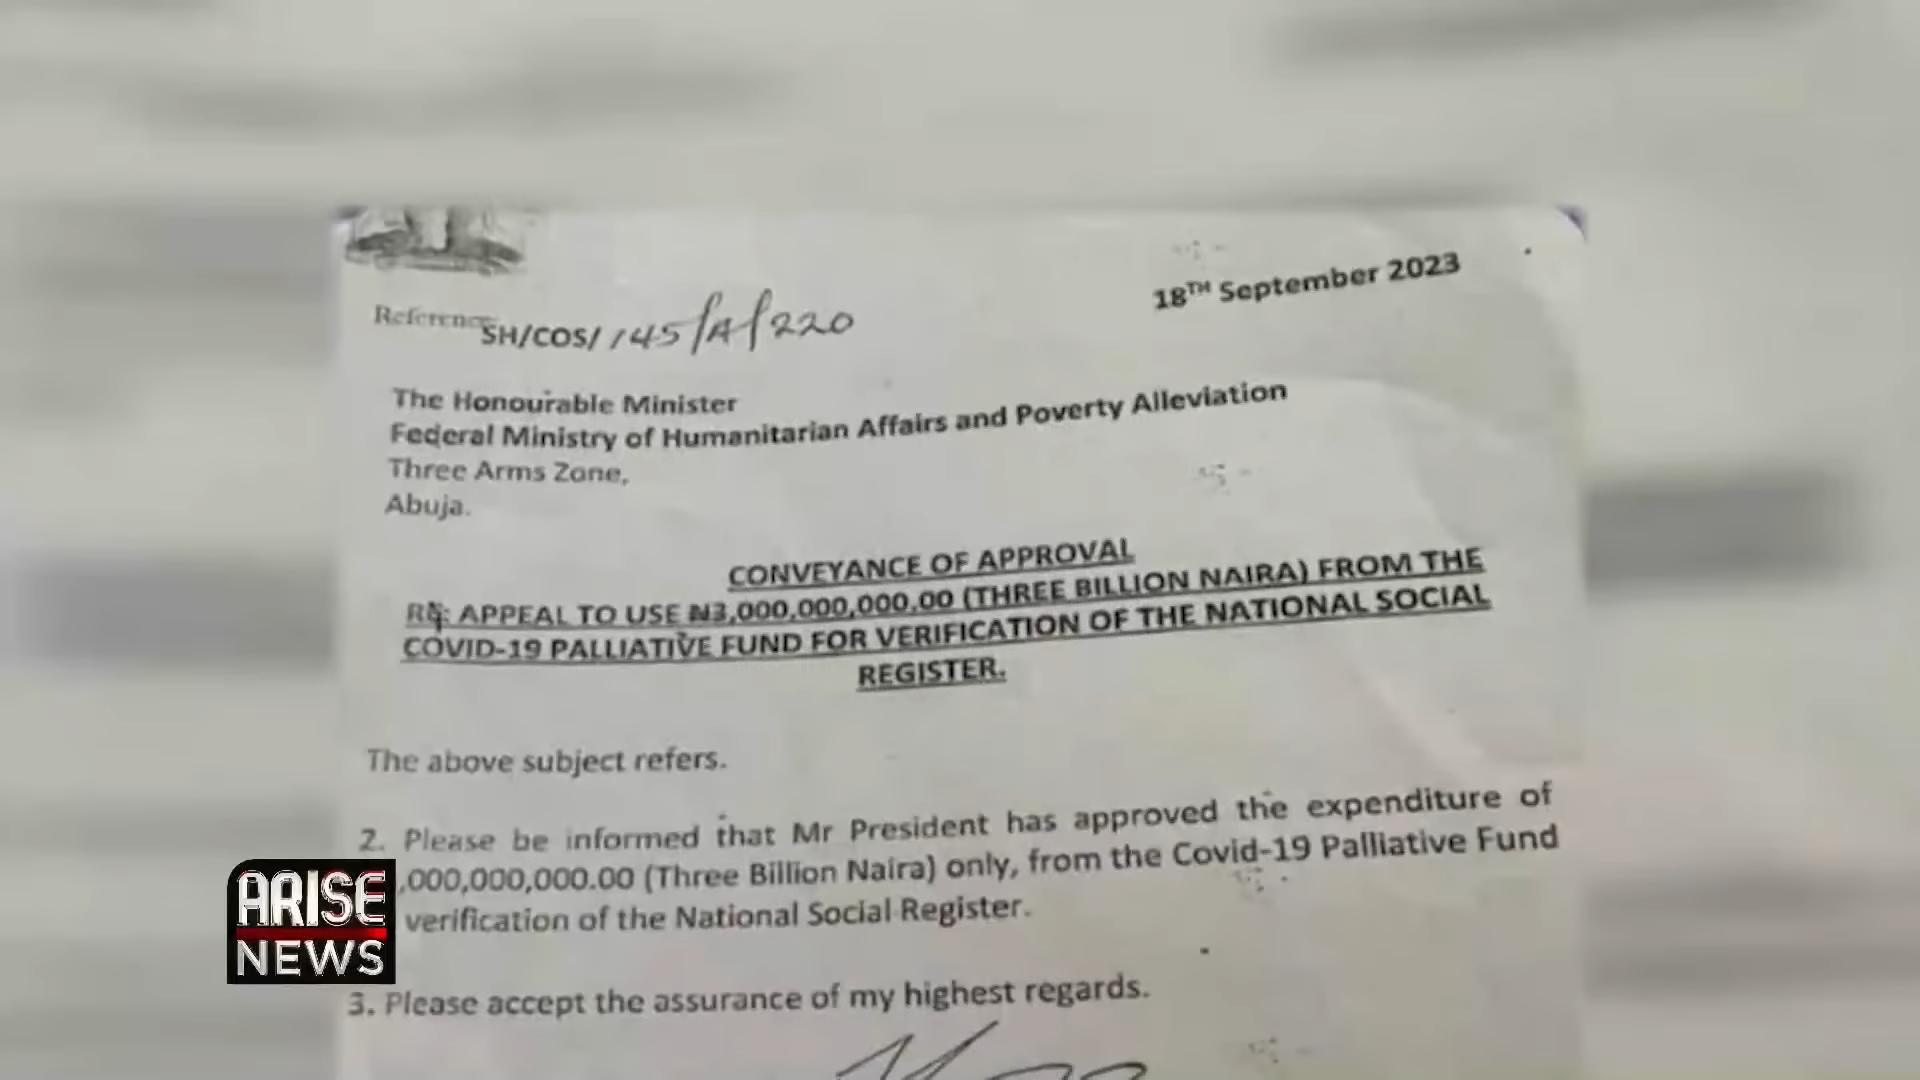 18TH September 2023
Reference
SH/COS/ 145/A/220
The Honourable Minister
Federal Ministry of Humanitarian Affairs and Poverty Alleviation
Three Arms Zone,
Abuja.
CONVEYANCE OF APPROVAL
RE: APPEAL TO USE ₦3,000,000,000.00 (THREE BILLION NAIRA) FROM THE
COVID-19 PALLIATIVE FUND FOR VERIFICATION OF THE NATIONAL SOCIAL
REGISTER.
The above subject refers.
2. Please be informed that Mr President has approved the expenditure of
,000,000,000.00 (Three Billion Naira) only, from the Covid-19 Palliative Fund
verification of the National Social Register.
3. Please accept the assurance of my highest regards.
ARISE
NEWS